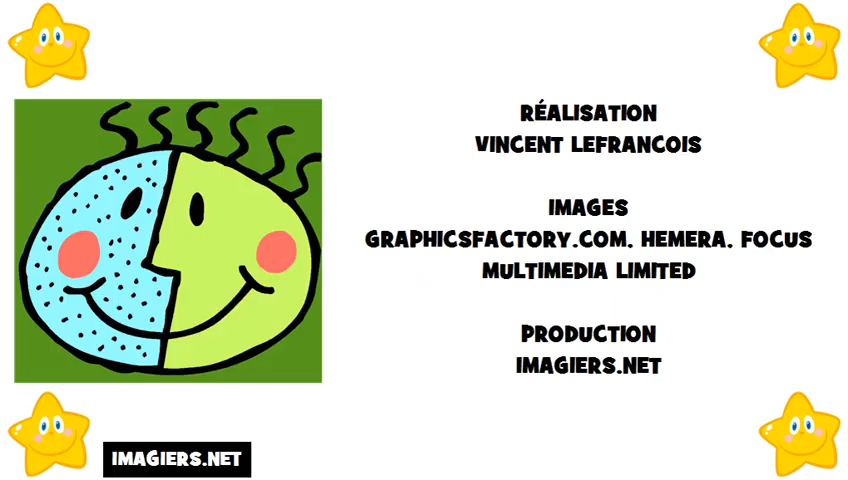 RÉALISATION
VINCENT LEFRANCOIS
IMAGES
GRAPHICSFACTORY.COM, HEMERA, FOCUS
MULTIMEDIA LIMITED
PRODUCTION
IMAGIERS.NET
IMAGIERS.NET